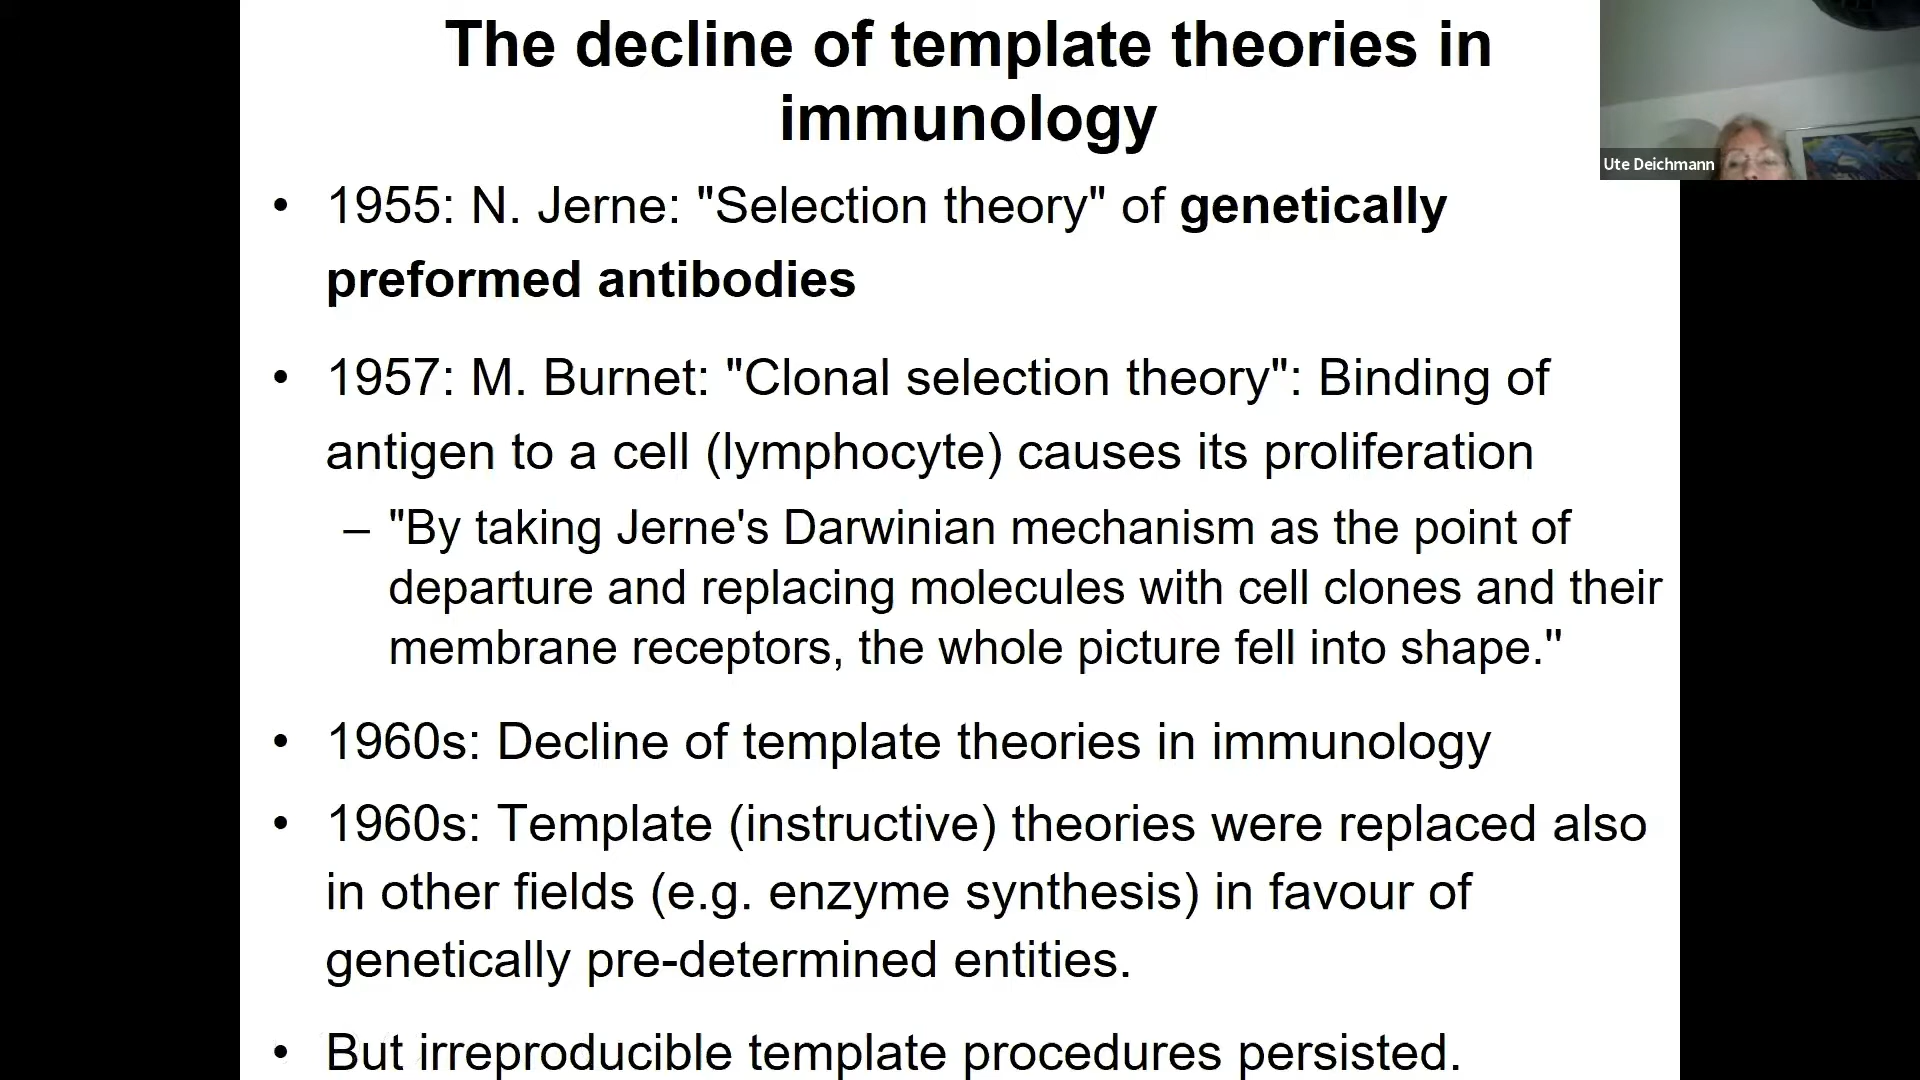 The decline of template theories in
immunology
Ute Deichmann
• 1955: N. Jerne: "Selection theory" of genetically
preformed antibodies
• 1957: M. Burnet: "Clonal selection theory": Binding of
antigen to a cell (lymphocyte) causes its proliferation
– "By taking Jerne's Darwinian mechanism as the point of
departure and replacing molecules with cell clones and their
membrane receptors, the whole picture fell into shape."
• 1960s: Decline of template theories in immunology
• 1960s: Template (instructive) theories were replaced also
in other fields (e.g. enzyme synthesis) in favour of
genetically pre-determined entities.
• But irreproducible template procedures persisted.